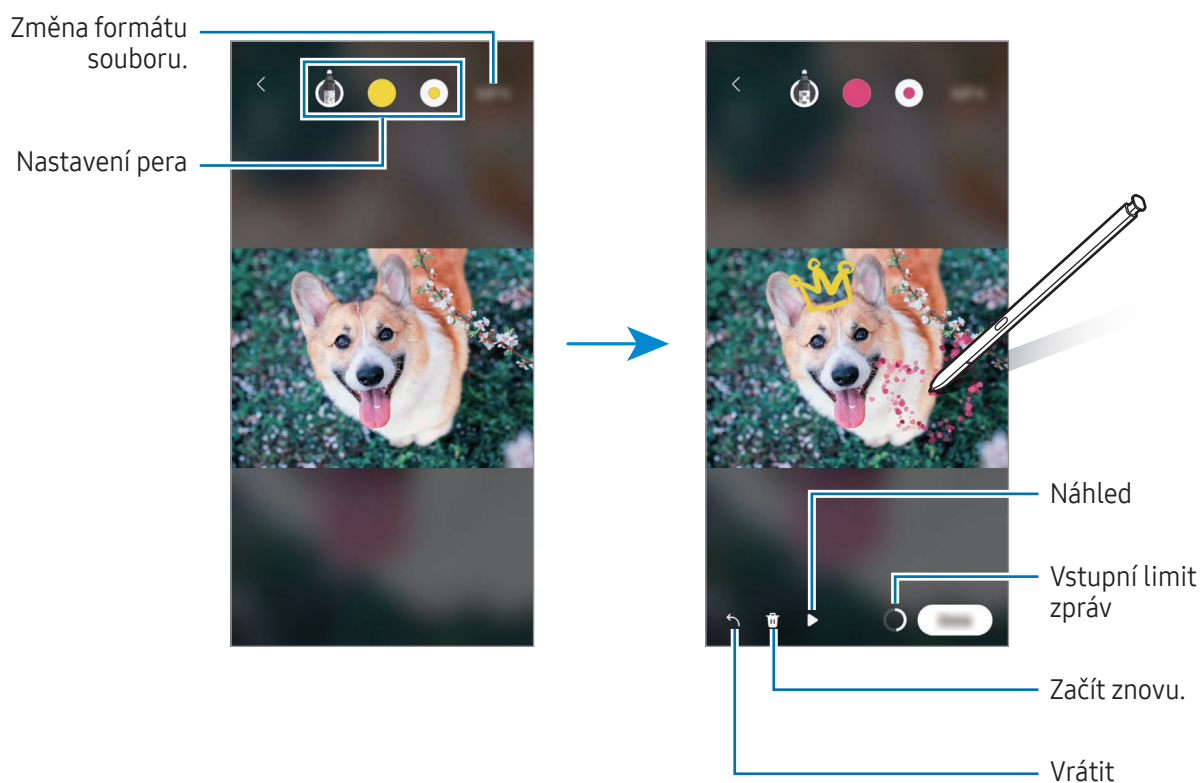 Změna formátu
souboru.
Nastavení pera
Náhled
Vstupní limit
zpráv
Začít znovu.
Vrátit